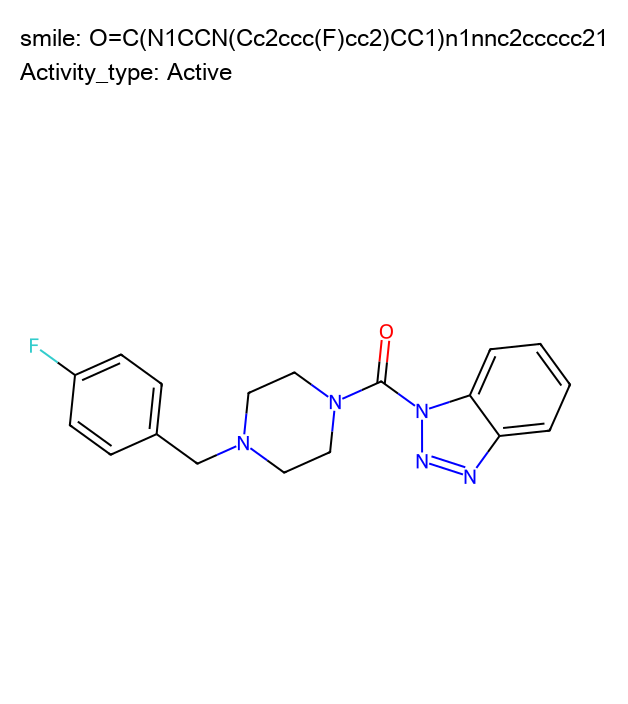 smile: O=C(N1CCN(Cc2ccc(F)cc2)CC1)n1nnc2ccccc21
Activity_type: Active
O
F
N
N
N
N
N